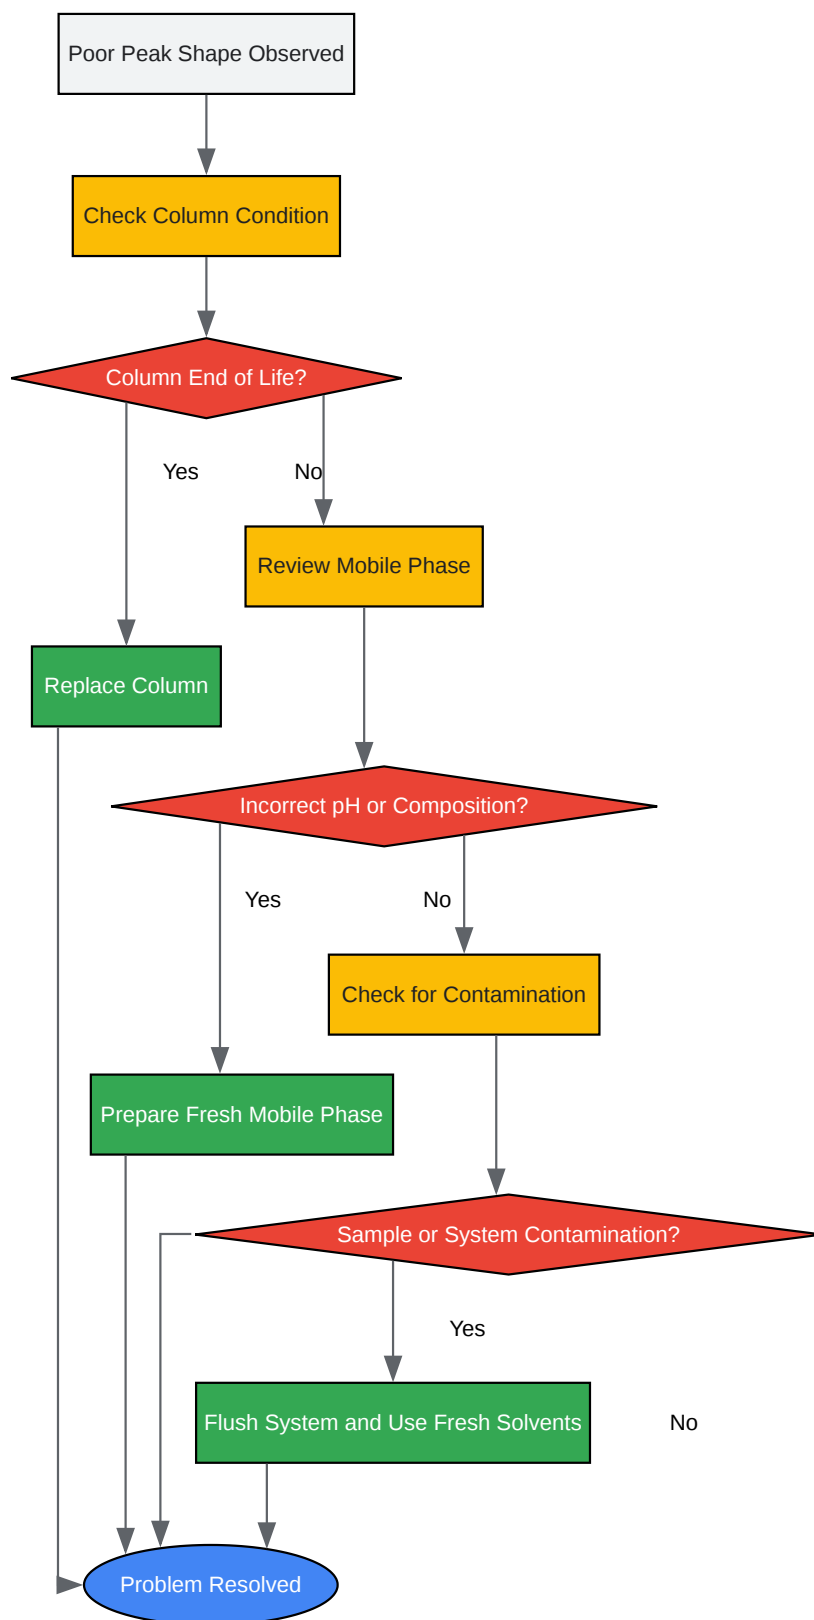 Poor Peak Shape Observed
Check Column Condition
Column End of Life?
Yes
No
Review Mobile Phase
Replace Column
Incorrect pH or Composition?
Yes
No
Check for Contamination
Prepare Fresh Mobile Phase
Sample or System Contamination?
Yes
Flush System and Use Fresh Solvents
No
Problem Resolved